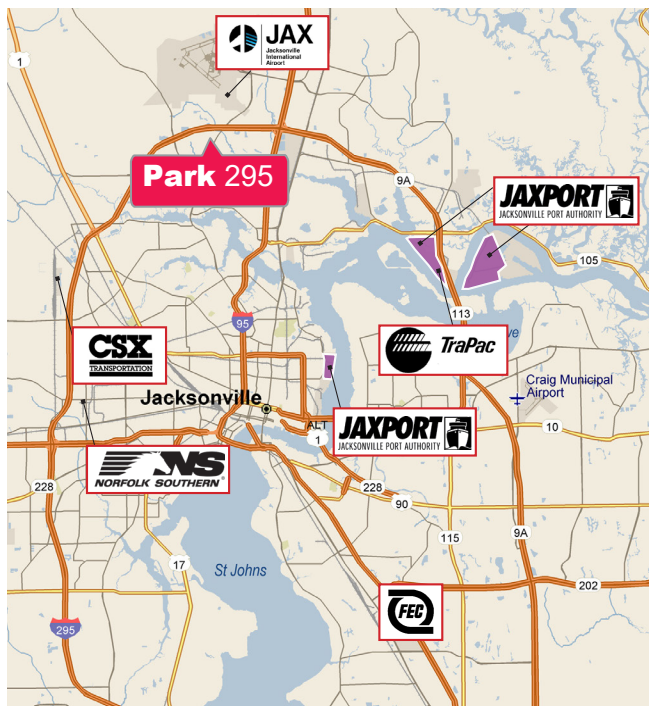 JAX
Jacksonville
International
Airport
1
Park 295
9A
JAXPORT
JACKSONVILLE PORT AUTHORITY
105
113
95
CSX
TRANSPORTATION
TraPac
Craig Municipal
Airport
Jacksonville
ALT
1
JAXPORT
JACKSONVILLE PORT AUTHORITY
10
NS
NORFOLK SOUTHERN
228
228
90
9A
115
17
St Johns
202
FEC
295